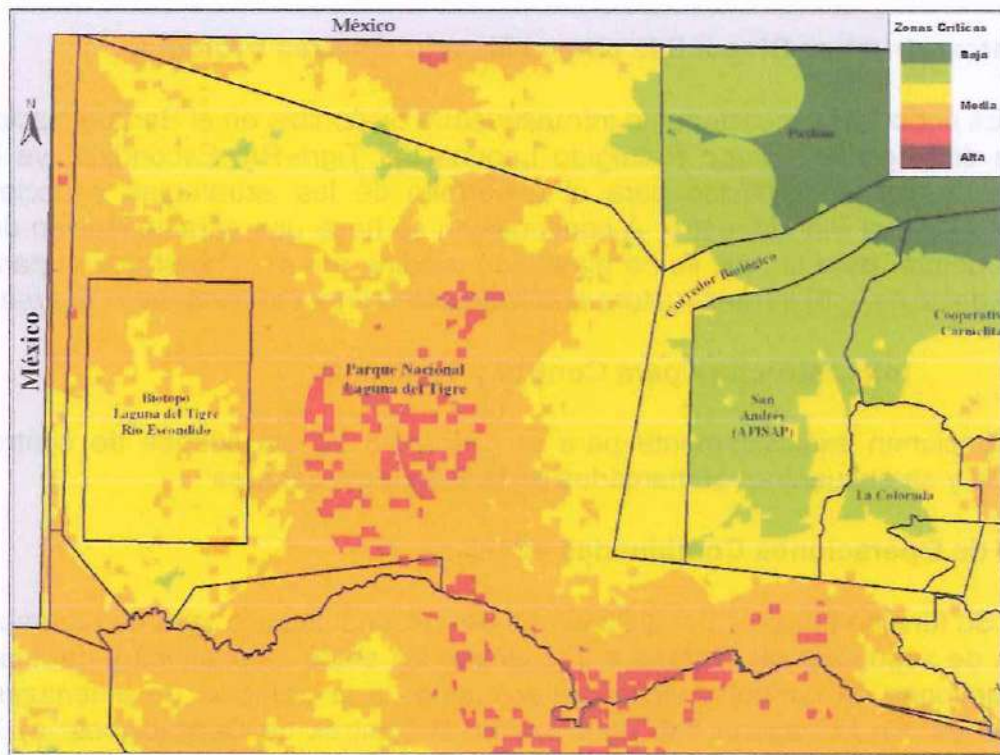 México
Zonas Críticas
Baja
Media
Alta
N
México
Corredor Biológico
Cooperativa
Carmelita
Parque Nacional
Laguna del Tigre
Biotopo
Laguna del Tigre
Río Escondido
San
Andrés
(AFISAP)
La Colorada